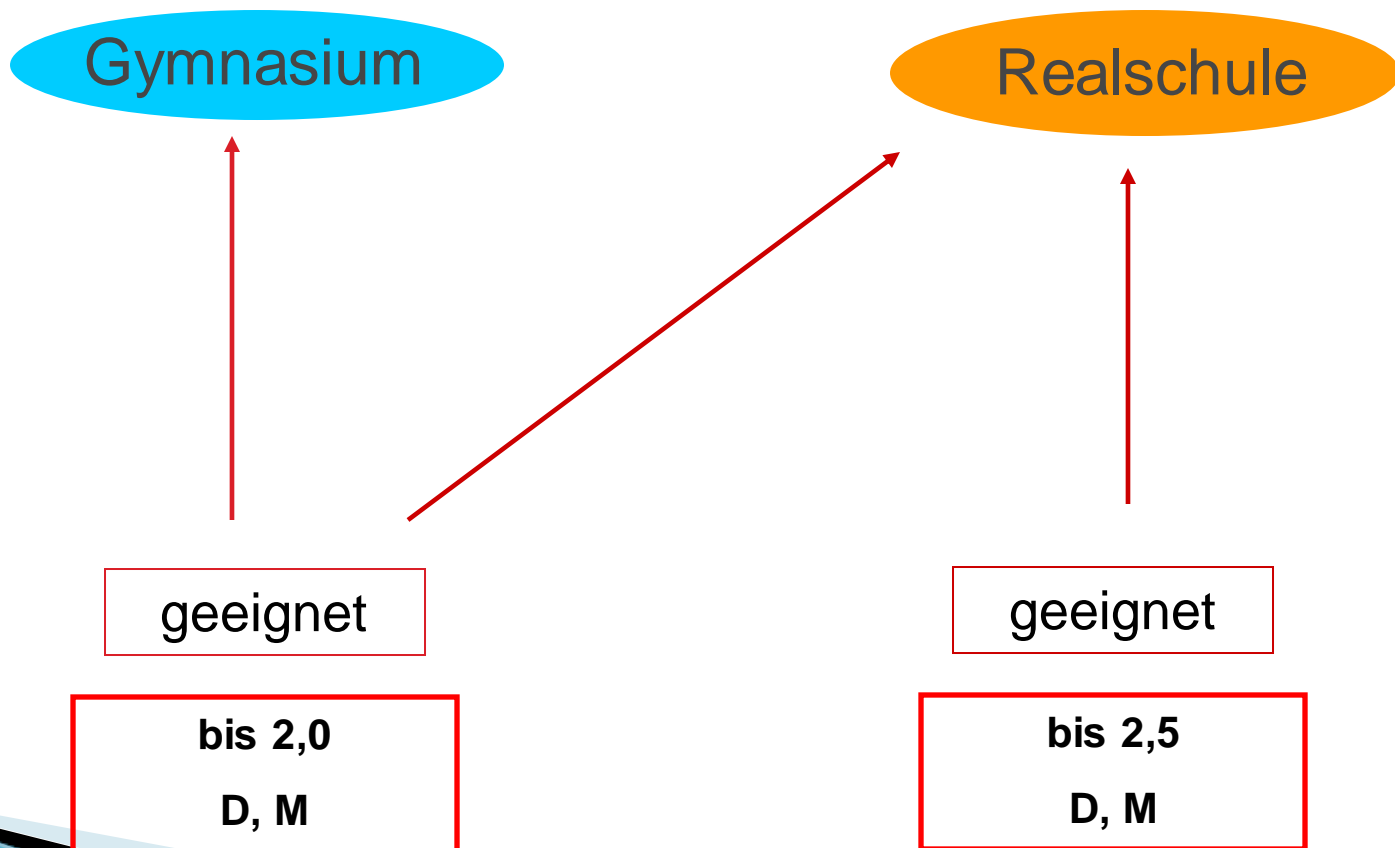 Gymnasium
Realschule
geeignet
geeignet
bis 2,0
D, M
bis 2,5
D, M